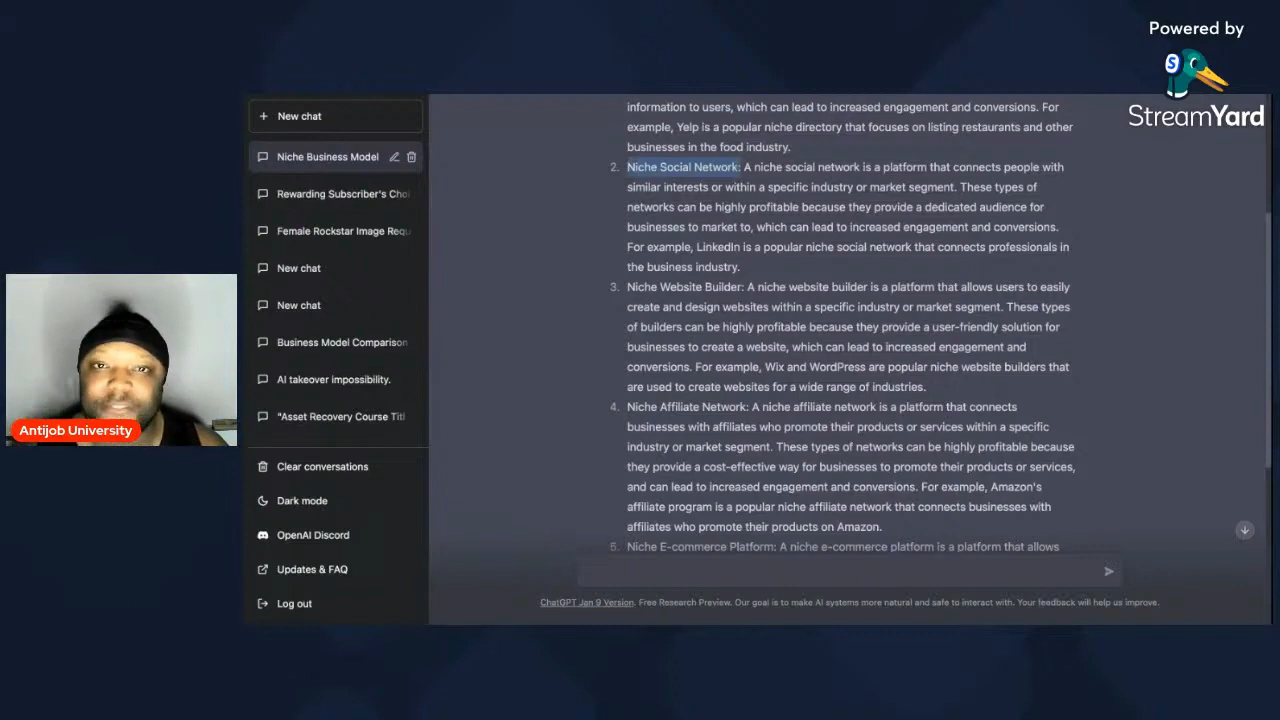 Powered by
StreamYard
S
Antijob University
New chat
Niche Business Model
Rewarding Subscriber's Choi
Female Rockstar Image Requ
New chat
New chat
Business Model Comparison
AI takeover impossibility.
"Asset Recovery Course Titl
Clear conversations
Dark mode
OpenAI Discord
Updates & FAQ
Log out
information to users, which can lead to increased engagement and conversions. For
example, Yelp is a popular niche directory that focuses on listing restaurants and other
businesses in the food industry.
2. Niche Social Network: A niche social network is a platform that connects people with
similar interests or within a specific industry or market segment. These types of
networks can be highly profitable because they provide a dedicated audience for
businesses to market to, which can lead to increased engagement and conversions.
For example, LinkedIn is a popular niche social network that connects professionals in
the business industry.
3. Niche Website Builder: A niche website builder is a platform that allows users to easily
create and design websites within a specific industry or market segment. These types
of builders can be highly profitable because they provide a user-friendly solution for
businesses to create a website, which can lead to increased engagement and
conversions. For example, Wix and WordPress are popular niche website builders that
are used to create websites for a wide range of industries.
4. Niche Affiliate Network: A niche affiliate network is a platform that connects
businesses with affiliates who promote their products or services within a specific
industry or market segment. These types of networks can be highly profitable because
they provide a cost-effective way for businesses to promote their products or services,
and can lead to increased engagement and conversions. For example, Amazon's
affiliate program is a popular niche affiliate network that connects businesses with
affiliates who promote their products on Amazon.
5. Niche E-commerce Platform: A niche e-commerce platform is a platform that allows
ChatGPT Jan 9 Version. Free Research Preview. Our goal is to make AI systems more natural and safe to interact with. Your feedback will help us improve.